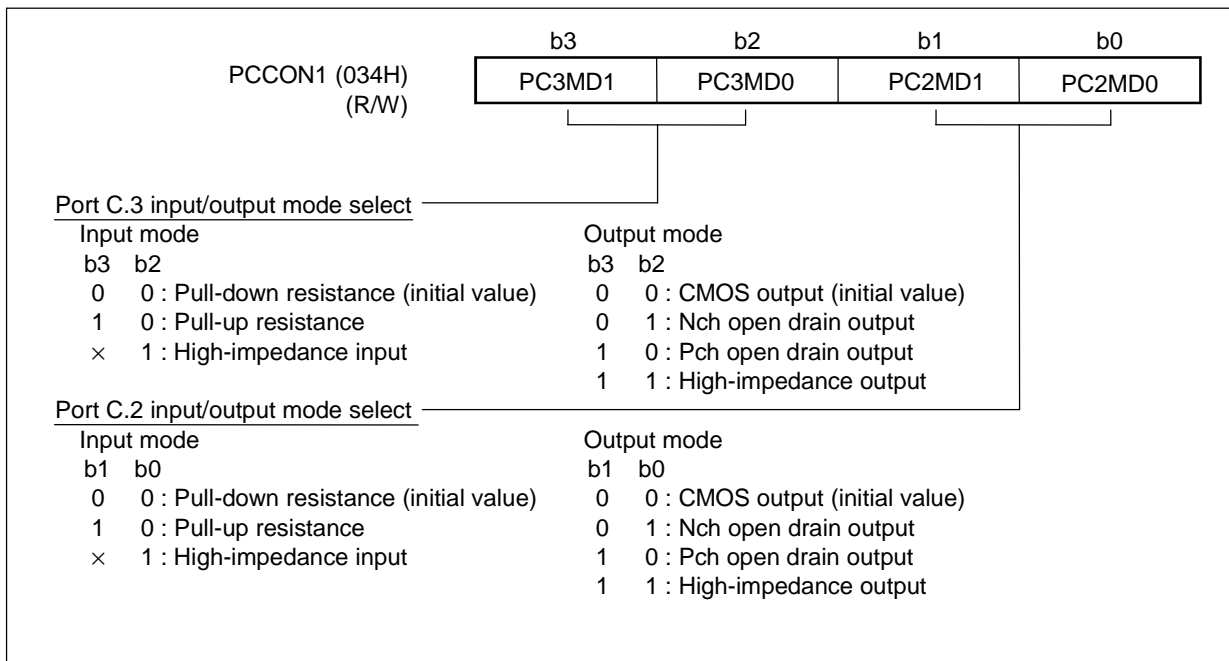 b3 b2 b1 b0
PCCON1 (034H) PC3MD1 PC3MD0 PC2MD1 PC2MD0
(R/W)
Port C.3 input/output mode select
Input mode Output mode
b3 b2 b3 b2
0 0 : Pull-down resistance (initial value) 0 0 : CMOS output (initial value)
1 0 : Pull-up resistance 0 1 : Nch open drain output
× 1 : High-impedance input 1 0 : Pch open drain output
1 1 : High-impedance output
Port C.2 input/output mode select
Input mode Output mode
b1 b0 b1 b0
0 0 : Pull-down resistance (initial value) 0 0 : CMOS output (initial value)
1 0 : Pull-up resistance 0 1 : Nch open drain output
× 1 : High-impedance input 1 0 : Pch open drain output
1 1 : High-impedance output